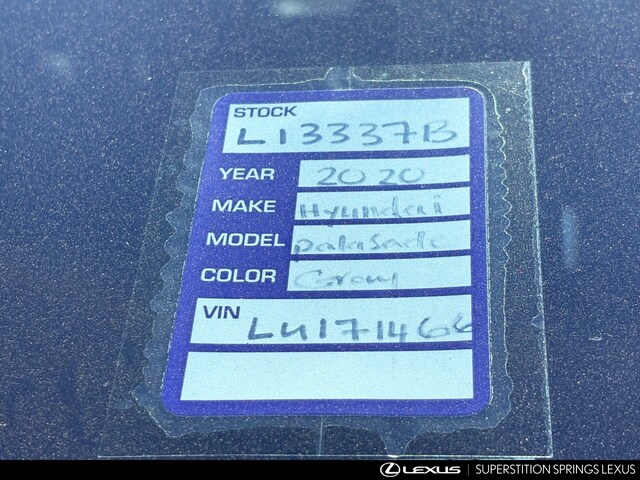 STOCK
L13337B
YEAR 2020
MAKE Hyundai
MODEL palasade
COLOR Gray
VIN LU171466
LEXUS | SUPERSTITION SPRINGS LEXUS